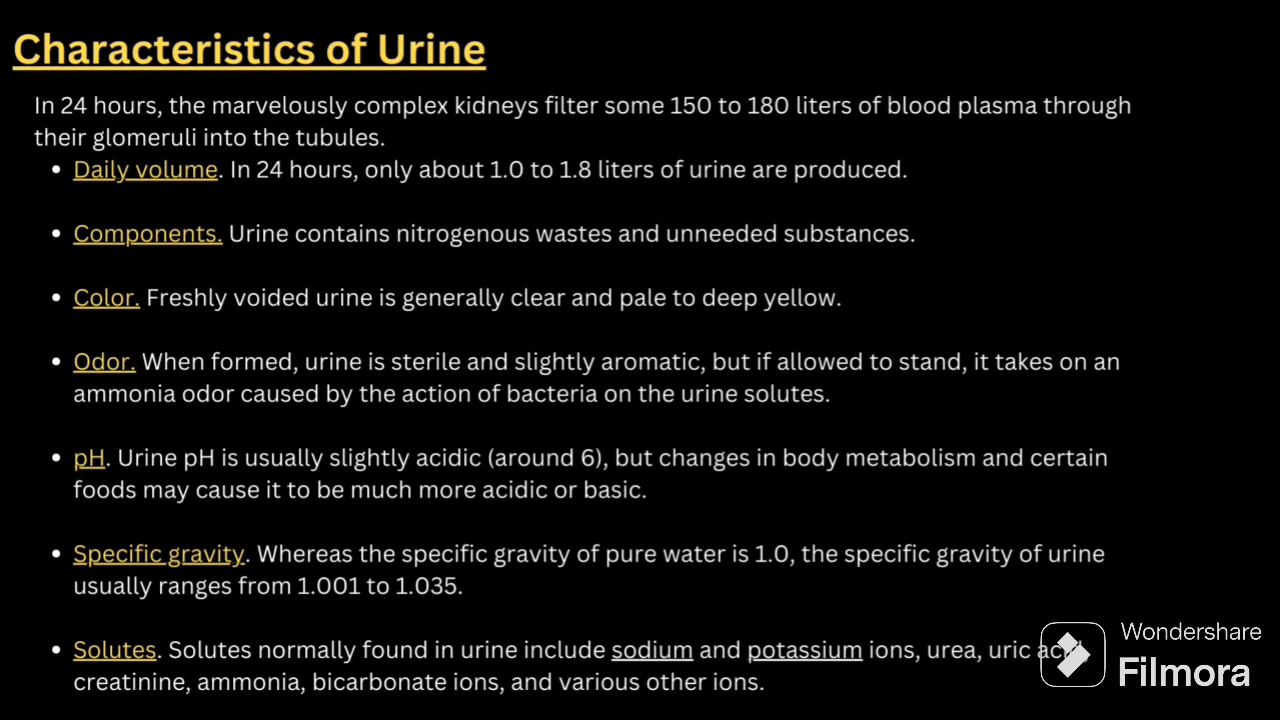 Characteristics of Urine
In 24 hours, the marvelously complex kidneys filter some 150 to 180 liters of blood plasma through
their glomeruli into the tubules.
• Daily volume. In 24 hours, only about 1.0 to 1.8 liters of urine are produced.
• Components. Urine contains nitrogenous wastes and unneeded substances.
• Color. Freshly voided urine is generally clear and pale to deep yellow.
• Odor. When formed, urine is sterile and slightly aromatic, but if allowed to stand, it takes on an
ammonia odor caused by the action of bacteria on the urine solutes.
• pH. Urine pH is usually slightly acidic (around 6), but changes in body metabolism and certain
foods may cause it to be much more acidic or basic.
• Specific gravity. Whereas the specific gravity of pure water is 1.0, the specific gravity of urine
usually ranges from 1.001 to 1.035.
• Solutes. Solutes normally found in urine include sodium and potassium ions, urea, uric acid,
creatinine, ammonia, bicarbonate ions, and various other ions.
Wondershare
Filmora